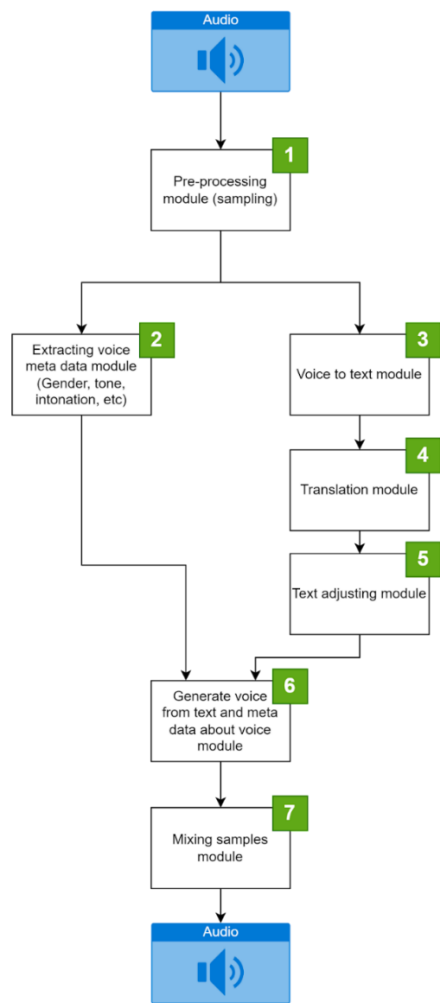 Audio
1
Pre-processing
module (sampling)
2
Extracting voice
meta data module
(Gender, tone,
intonation, etc)
3
Voice to text module
4
Translation module
5
Text adjusting module
6
Generate voice
from text and meta
data about voice
module
7
Mixing samples
module
Audio